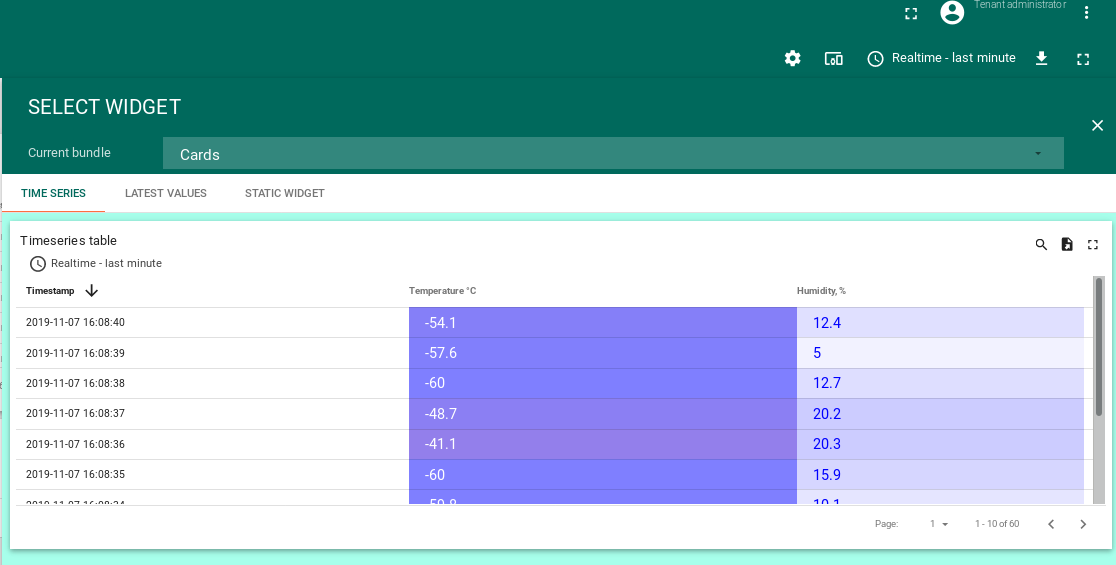 Tenant administrator
Realtime - last minute
SELECT WIDGET
Current bundle Cards
TIME SERIES LATEST VALUES STATIC WIDGET
Timeseries table
Realtime - last minute
Timestamp Temperature °C Humidity, %
2019-11-07 16:08:40 -54.1 12.4
2019-11-07 16:08:39 -57.6 5
2019-11-07 16:08:38 -60 12.7
2019-11-07 16:08:37 -48.7 20.2
2019-11-07 16:08:36 -41.1 20.3
2019-11-07 16:08:35 -60 15.9
Page: 1 1 - 10 of 60